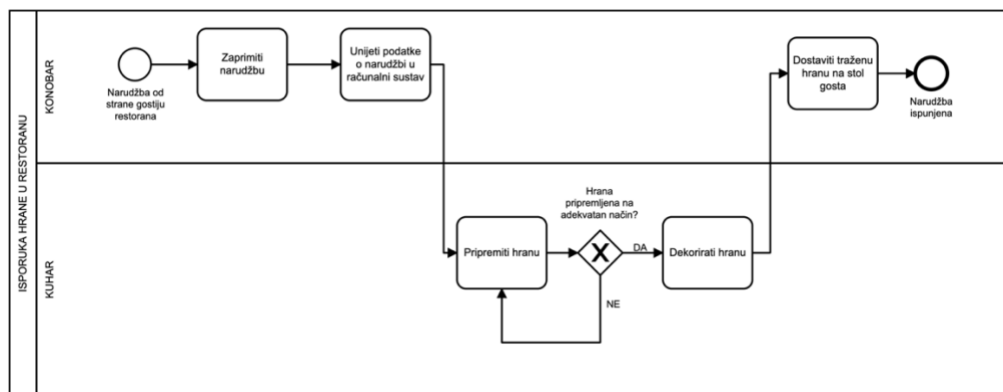 ISPORUKA HRANE U RESTORANU
KONOBAR
Narudžba od
strane gostiju
restorana
Zaprimiti
narudžbu
Unijeti podatke
o narudžbi u
računalni sustav
Dostaviti traženu
hranu na stol
gosta
Narudžba
ispunjena
KUHAR
Pripremiti hranu
Hrana
pripremljena na
adekvatan način?
X
DA
NE
Dekorirati hranu